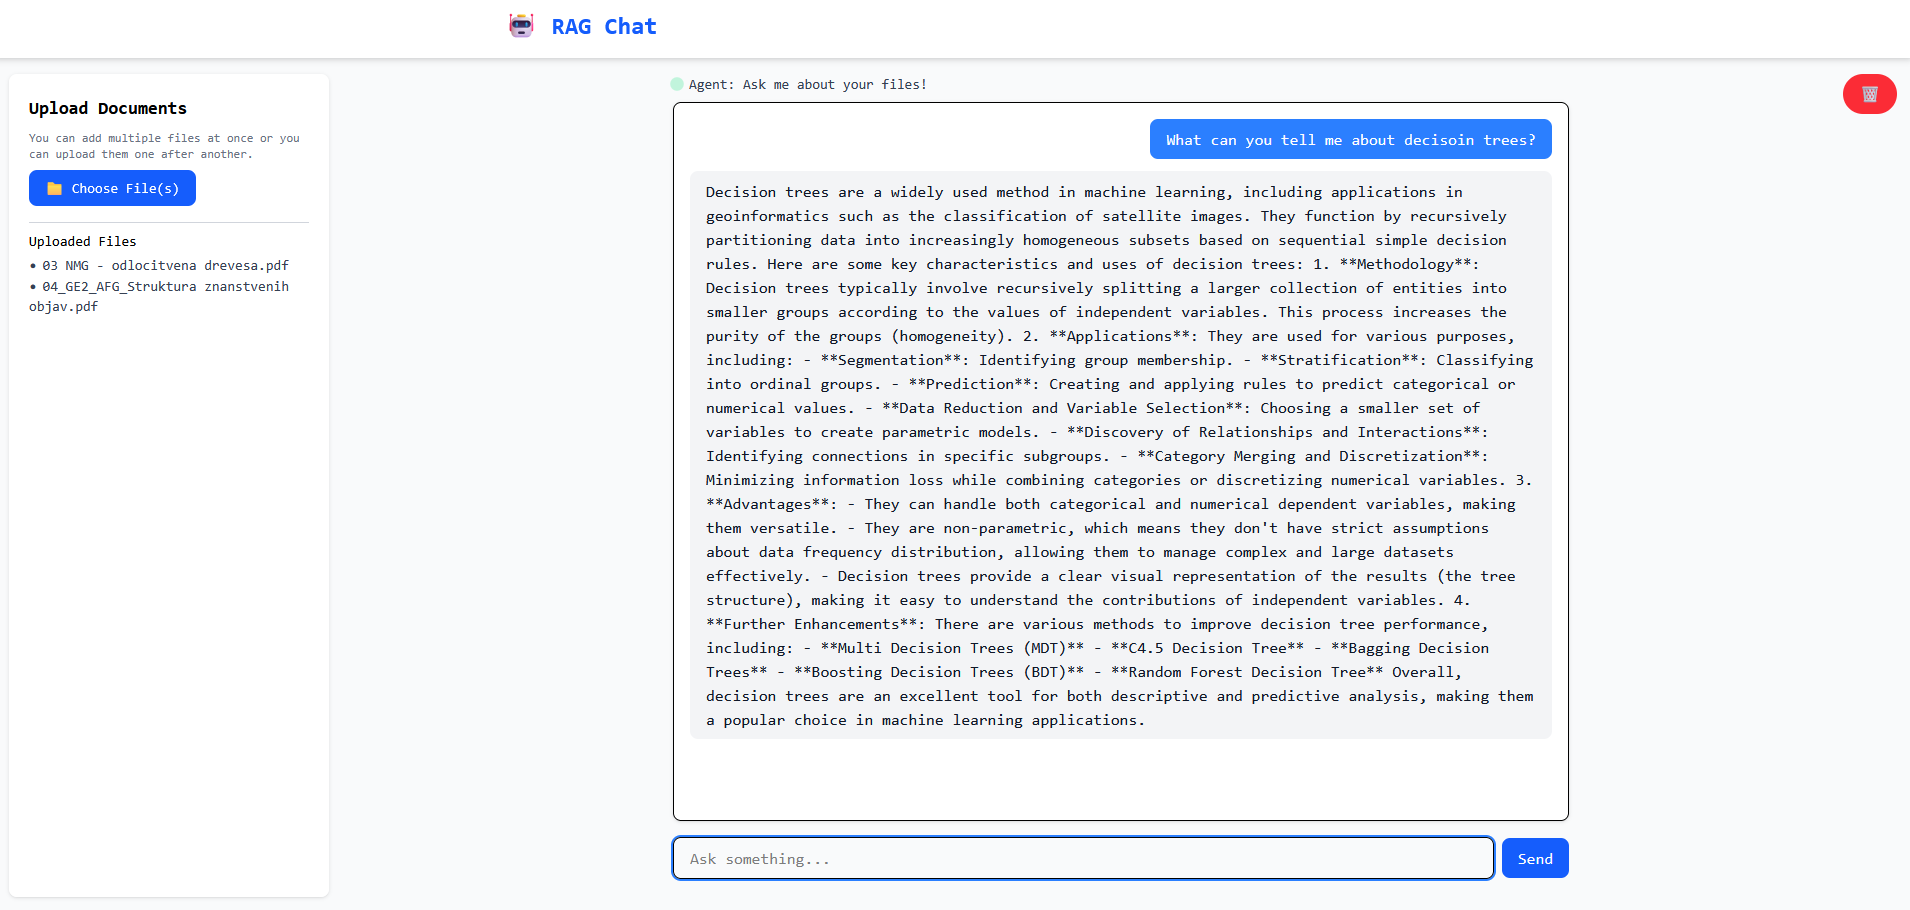 RAG Chat
Upload Documents
You can add multiple files at once or you
can upload them one after another.
Choose File(s)
Uploaded Files
• 03 NMG - odlocitvena drevesa.pdf
• 04_GE2_AFG_Struktura znanstvenih
objav.pdf
Agent: Ask me about your files!
What can you tell me about decisoin trees?
Decision trees are a widely used method in machine learning, including applications in
geoinformatics such as the classification of satellite images. They function by recursively
partitioning data into increasingly homogeneous subsets based on sequential simple decision
rules. Here are some key characteristics and uses of decision trees: 1. **Methodology**:
Decision trees typically involve recursively splitting a larger collection of entities into
smaller groups according to the values of independent variables. This process increases the
purity of the groups (homogeneity). 2. **Applications**: They are used for various purposes,
including: - **Segmentation**: Identifying group membership. - **Stratification**: Classifying
into ordinal groups. - **Prediction**: Creating and applying rules to predict categorical or
numerical values. - **Data Reduction and Variable Selection**: Choosing a smaller set of
variables to create parametric models. - **Discovery of Relationships and Interactions**:
Identifying connections in specific subgroups. - **Category Merging and Discretization**:
Minimizing information loss while combining categories or discretizing numerical variables. 3.
**Advantages**: - They can handle both categorical and numerical dependent variables, making
them versatile. - They are non-parametric, which means they don't have strict assumptions
about data frequency distribution, allowing them to manage complex and large datasets
effectively. - Decision trees provide a clear visual representation of the results (the tree
structure), making it easy to understand the contributions of independent variables. 4.
**Further Enhancements**: There are various methods to improve decision tree performance,
including: - **Multi Decision Trees (MDT)** - **C4.5 Decision Tree** - **Bagging Decision
Trees** - **Boosting Decision Trees (BDT)** - **Random Forest Decision Tree** Overall,
decision trees are an excellent tool for both descriptive and predictive analysis, making them
a popular choice in machine learning applications.
Ask something...
Send